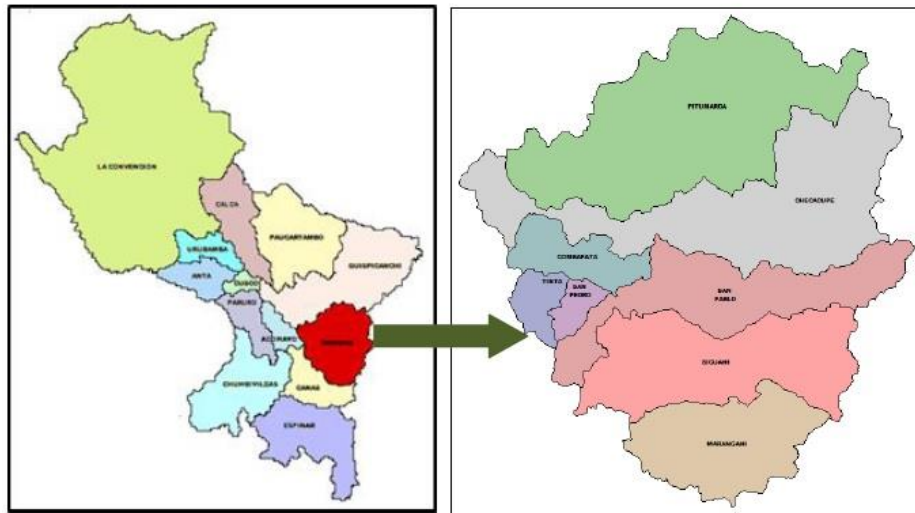 LA CONVENCION
CALCA
PAUCARTAMBO
URUBAMBA
QUISPICANCHI
ANTA
CUSCO
PARURO
ACOMAYO
CHUMBIVILCAS
CANAS
ESPINAR
PITUMARCA
CHECACUPE
COMBAPATA
TINTA
SAN
PEDRO
SAN
PABLO
SICUANI
MARANGANI